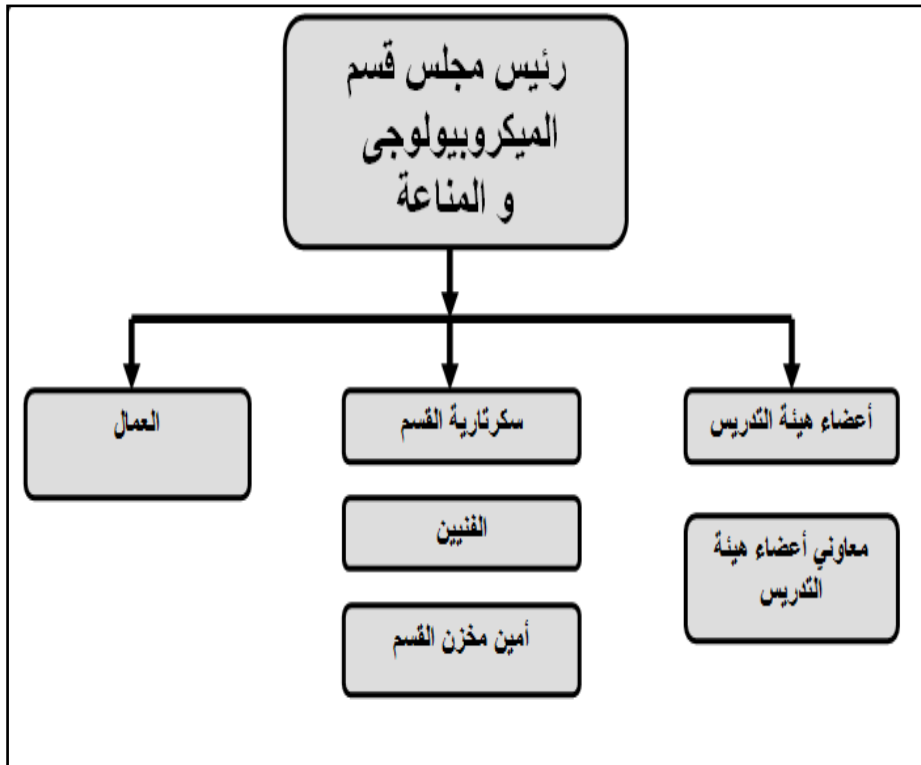 رئيس مجلس قسم
الميكروبيولوجى
و المناعة
أعضاء هيئة التدريس
معاوني أعضاء هيئة
التدريس
سكرتارية القسم
الفنيين
أمين مخزن القسم
العمال